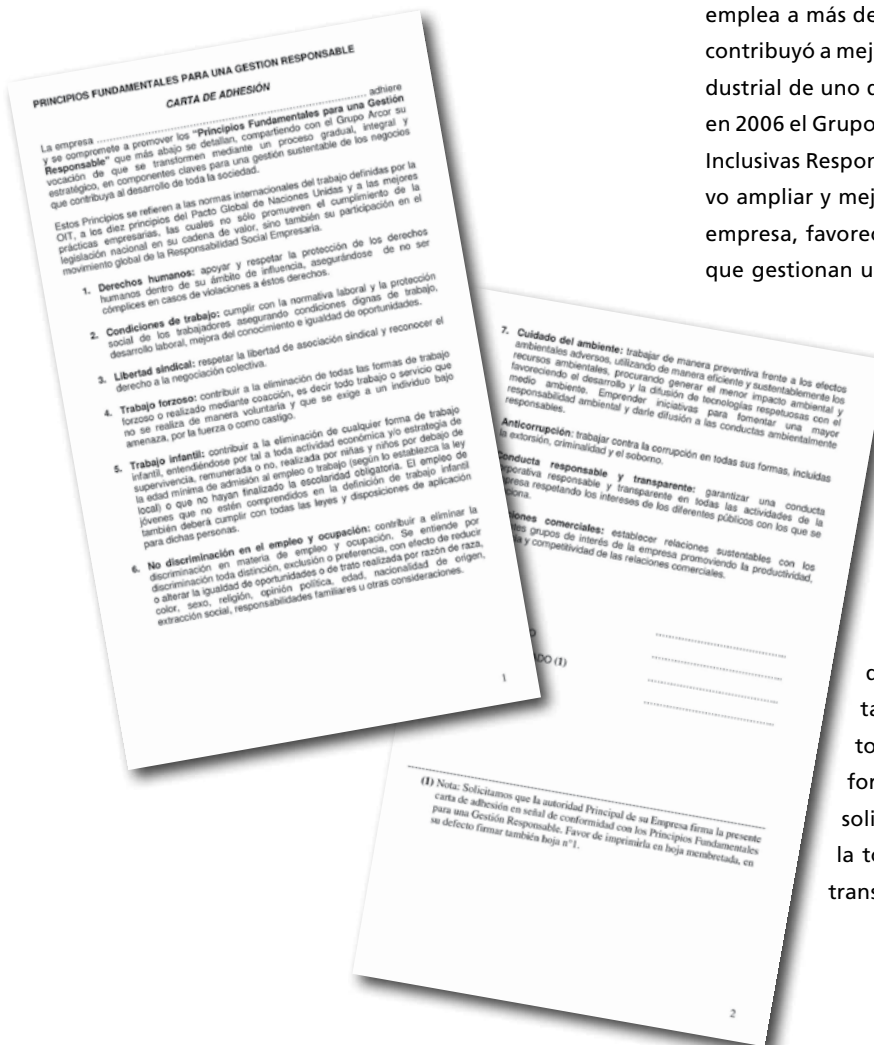 PRINCIPIOS FUNDAMENTALES PARA UNA GESTION RESPONSABLE
CARTA DE ADHESIÓN
La empresa ........................................................................ adhiere
y se compromete a promover los "Principios Fundamentales para una Gestión
Responsable" que más abajo se detallan, compartiendo con el Grupo Arcor su
vocación de que se transformen mediante un proceso gradual, integral y
estratégico, en componentes claves para una gestión sustentable de los negocios
que contribuya al desarrollo de toda la sociedad.
Estos Principios se refieren a las normas internacionales del trabajo definidas por la
OIT, a los diez principios del Pacto Global de Naciones Unidas y a las mejores
prácticas empresarias, las cuales no sólo promueven el cumplimiento de la
legislación nacional en su cadena de valor, sino también su participación en el
movimiento global de la Responsabilidad Social Empresaria.
1. Derechos humanos: apoyar y respetar la protección de los derechos
humanos dentro de su ámbito de influencia, asegurándose de no ser
cómplices en casos de violaciones a éstos derechos.
2. Condiciones de trabajo: cumplir con la normativa laboral y la protección
social de los trabajadores asegurando condiciones dignas de trabajo,
desarrollo laboral, mejora del conocimiento e igualdad de oportunidades.
3. Libertad sindical: respetar la libertad de asociación sindical y reconocer el
derecho a la negociación colectiva.
4. Trabajo forzoso: contribuir a la eliminación de todas las formas de trabajo
forzoso o realizado mediante coacción, es decir todo trabajo o servicio que
no se realiza de manera voluntaria y que se exige a un individuo bajo
amenaza, por la fuerza o como castigo.
5. Trabajo infantil: contribuir a la eliminación de cualquier forma de trabajo
infantil, entendiéndose por tal a toda actividad económica y/o estrategia de
supervivencia, remunerada o no, realizada por niñas y niños por debajo de
la edad mínima de admisión al empleo o trabajo (según lo establezca la ley
local) o que no hayan finalizado la escolaridad obligatoria. El empleo de
jóvenes que no estén comprendidos en la definición de trabajo infantil
también deberá cumplir con todas las leyes y disposiciones de aplicación
para dichas personas.
6. No discriminación en el empleo y ocupación: contribuir a eliminar la
discriminación en materia de empleo y ocupación. Se entiende por
discriminación toda distinción, exclusión o preferencia, con efecto de reducir
o alterar la igualdad de oportunidades o de trato realizada por razón de raza,
color, sexo, religión, opinión política, edad, nacionalidad de origen,
extracción social, responsabilidades familiares u otras consideraciones.
1
7. Cuidado del ambiente: trabajar de manera preventiva frente a los efectos
ambientales adversos, utilizando de manera eficiente y sustentablemente los
recursos ambientales, procurando generar el menor impacto ambiental y
favoreciendo el desarrollo y la difusión de tecnologías respetuosas con el
medio ambiente. Emprender iniciativas para fomentar una mayor
responsabilidad ambiental y darle difusión a las conductas ambientalmente
responsables.
Anticorrupción: trabajar contra la corrupción en todas sus formas, incluidas
la extorsión, criminalidad y el soborno.
onducta responsable y transparente: garantizar una conducta
rporativa responsable y transparente en todas las actividades de la
presa respetando los intereses de los diferentes públicos con los que se
ciona.
iones comerciales: establecer relaciones sustentables con los
tes grupos de interés de la empresa promoviendo la productividad,
ia y competitividad de las relaciones comerciales.
DO (1)
(1) Nota: Solicitamos que la autoridad Principal de su Empresa firma la presente
carta de adhesión en señal de conformidad con los Principios Fundamentales
para una Gestión Responsable. Favor de imprimirla en hoja membretada, en
su defecto firmar también hoja n°1.
2
emplea a más de
contribuyó a mej
dustrial de uno d
en 2006 el Grupo
Inclusivas Respon
vo ampliar y mej
empresa, favorec
que gestionan u
ta
to
for
soli
la to
trans